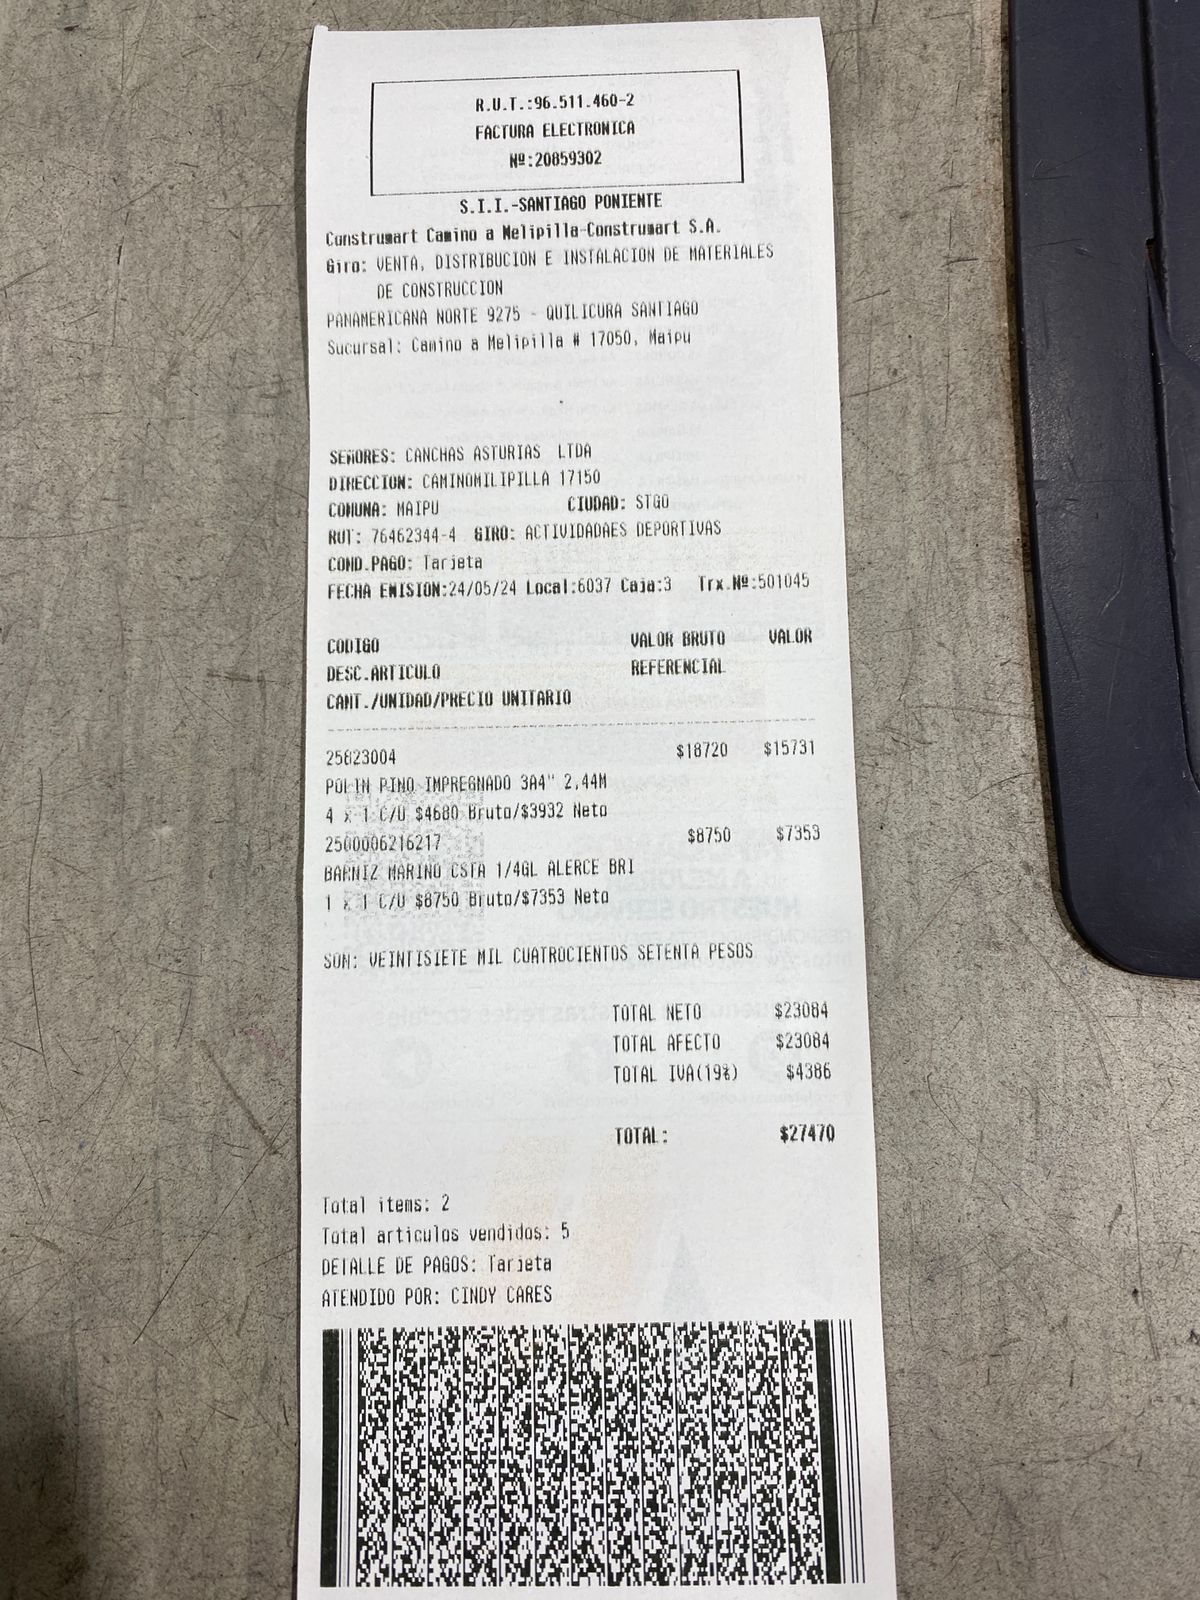 R.U.T.:96.511.460-2
FACTURA ELECTRONICA
Nº:20859302
S.I.I.-SANTIAGO PONIENTE
Construmart Camino a Melipilla-Construmart S.A.
Giro: VENTA, DISTRIBUCION E INSTALACION DE MATERIALES
DE CONSTRUCCION
PANAMERICANA NORTE 9275 - QUILICURA SANTIAGO
Sucursal: Camino a Melipilla # 17050, Maipu
SEÑORES: CANCHAS ASTURIAS LTDA
DIRECCION: CAMINOMILIPILLA 17150
COMUNA: MAIPU CIUDAD: STGO
RUT: 76462344-4 GIRO: ACTIVIDADAES DEPORTIVAS
COND.PAGO: Tarjeta
FECHA EMISION:24/05/24 Local:6037 Caja:3 Trx.Nº:501045
CODIGO VALOR BRUTO VALOR
DESC.ARTICULO REFERENCIAL
CANT./UNIDAD/PRECIO UNITARIO
25823004 $18720 $15731
POLIN PINO IMPREGNADO 3A4" 2,44M
4 x 1 C/U $4680 Bruto/$3932 Neto
2500006216217 $8750 $7353
BARNIZ MARINO CSTA 1/4GL ALERCE BRI
1 x 1 C/U $8750 Bruto/$7353 Neto
SON: VEINTISIETE MIL CUATROCIENTOS SETENTA PESOS
TOTAL NETO $23084
TOTAL AFECTO $23084
TOTAL IVA(19%) $4386
TOTAL: $27470
Total items: 2
Total articulos vendidos: 5
DETALLE DE PAGOS: Tarjeta
ATENDIDO POR: CINDY CARES